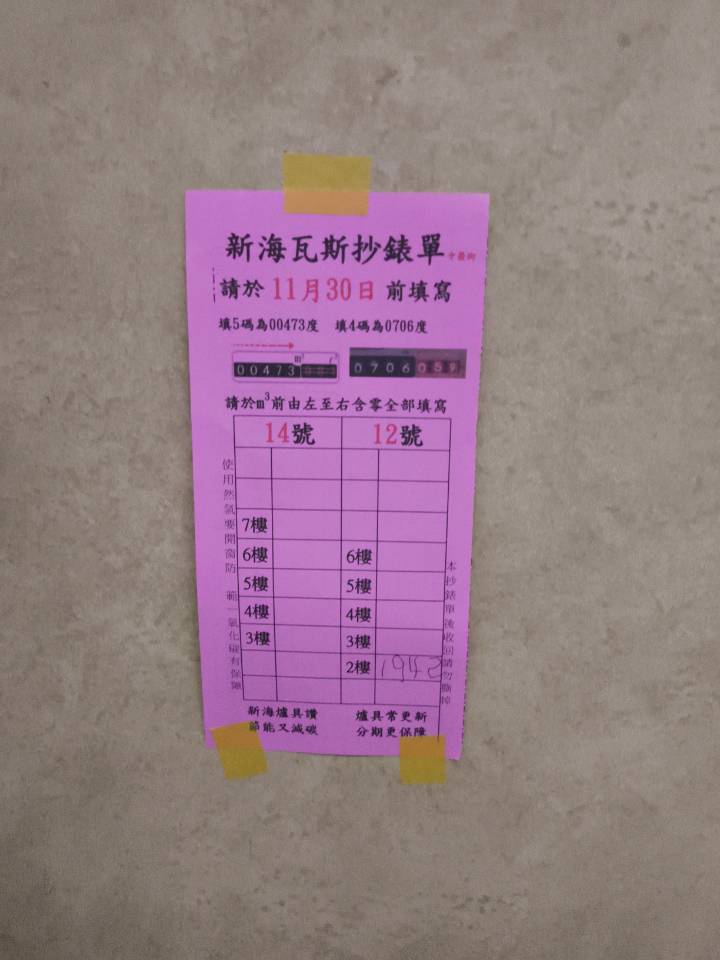 新海瓦斯抄錶單
請於 11月30日 前填寫
填5碼為00473度 填4碼為0706度
m³
00473
0706 059
請於m³前由左至右含零全部填寫
14號 12號
7樓
6樓 6樓
5樓 5樓
4樓 4樓
3樓 3樓
2樓 1942
使用然氣要開窗防範一氧化碳有保障
本抄錶單後收回請勿撕掉
新海爐具讚 爐具常更新
節能又減碳 分期更保障